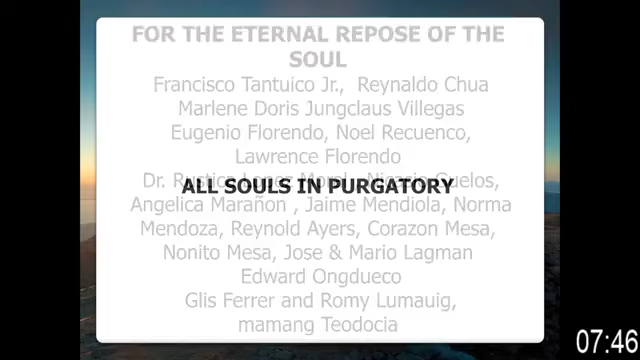 FOR THE ETERNAL REPOSE OF THE
SOUL
Francisco Tantuico Jr., Reynaldo Chua
Marlene Doris Jungclaus Villegas
Eugenio Florendo, Noel Recuenco,
Lawrence Florendo
Dr. Guelos,
ALL SOULS IN PURGATORY
Angelica Marañon , Jaime Mendiola, Norma
Mendoza, Reynold Ayers, Corazon Mesa,
Nonito Mesa, Jose & Mario Lagman
Edward Ongdueco
Glis Ferrer and Romy Lumauig,
mamang Teodocia
07:46